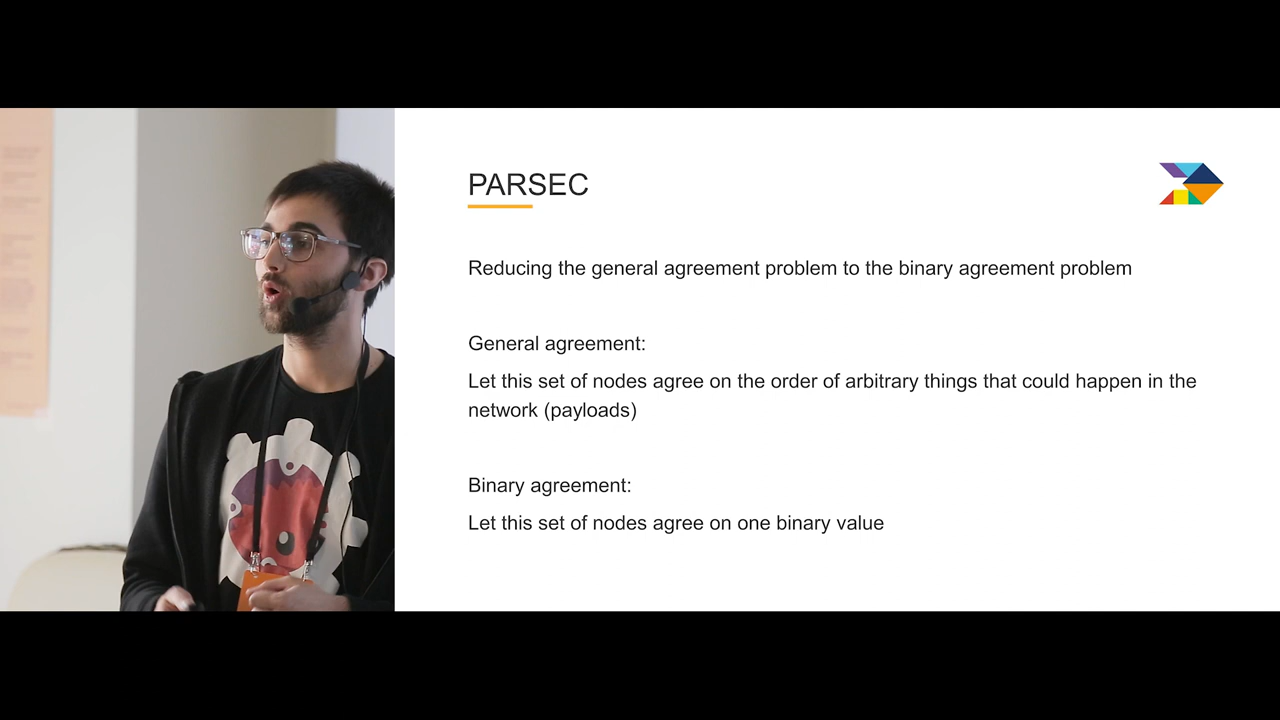 PARSEC
Reducing the general agreement problem to the binary agreement problem
General agreement:
Let this set of nodes agree on the order of arbitrary things that could happen in the
network (payloads)
Binary agreement:
Let this set of nodes agree on one binary value